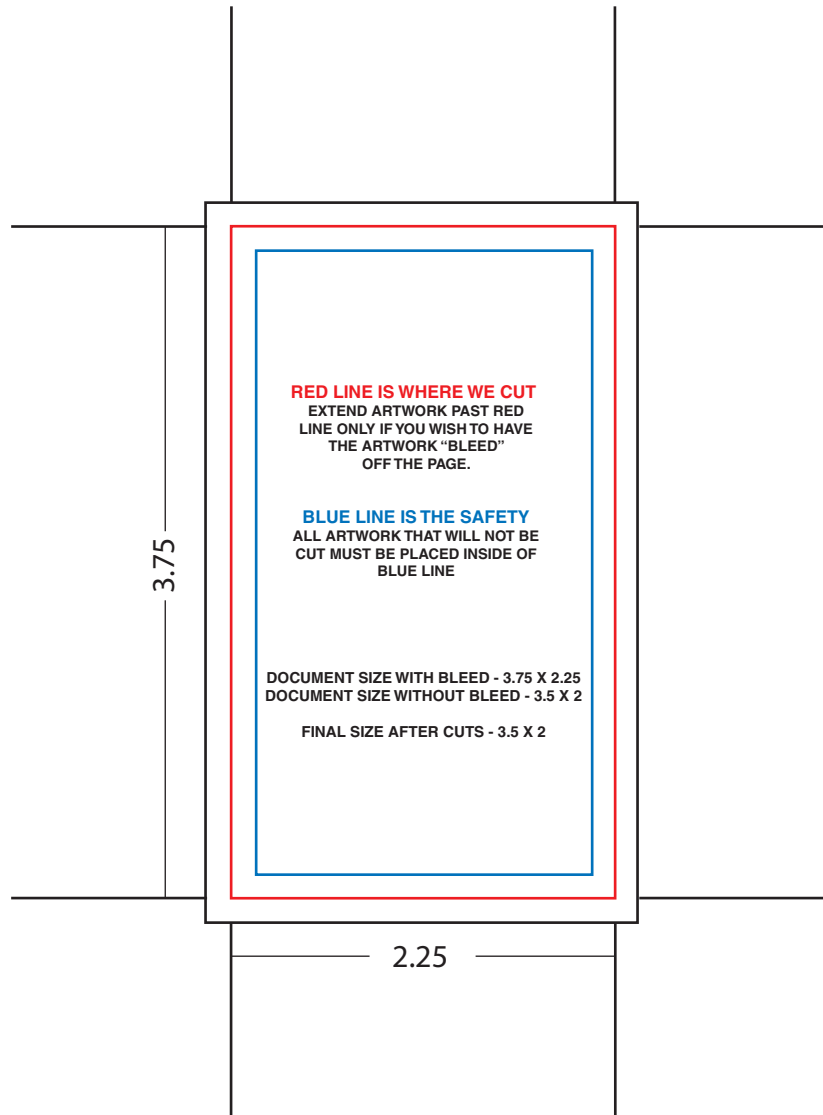 RED LINE IS WHERE WE CUT
EXTEND ARTWORK PAST RED
LINE ONLY IF YOU WISH TO HAVE
THE ARTWORK “BLEED”
OFF THE PAGE.
BLUE LINE IS THE SAFETY
ALL ARTWORK THAT WILL NOT BE
CUT MUST BE PLACED INSIDE OF
BLUE LINE
3.75
DOCUMENT SIZE WITH BLEED - 3.75 X 2.25
DOCUMENT SIZE WITHOUT BLEED - 3.5 X 2
FINAL SIZE AFTER CUTS - 3.5 X 2
2.25